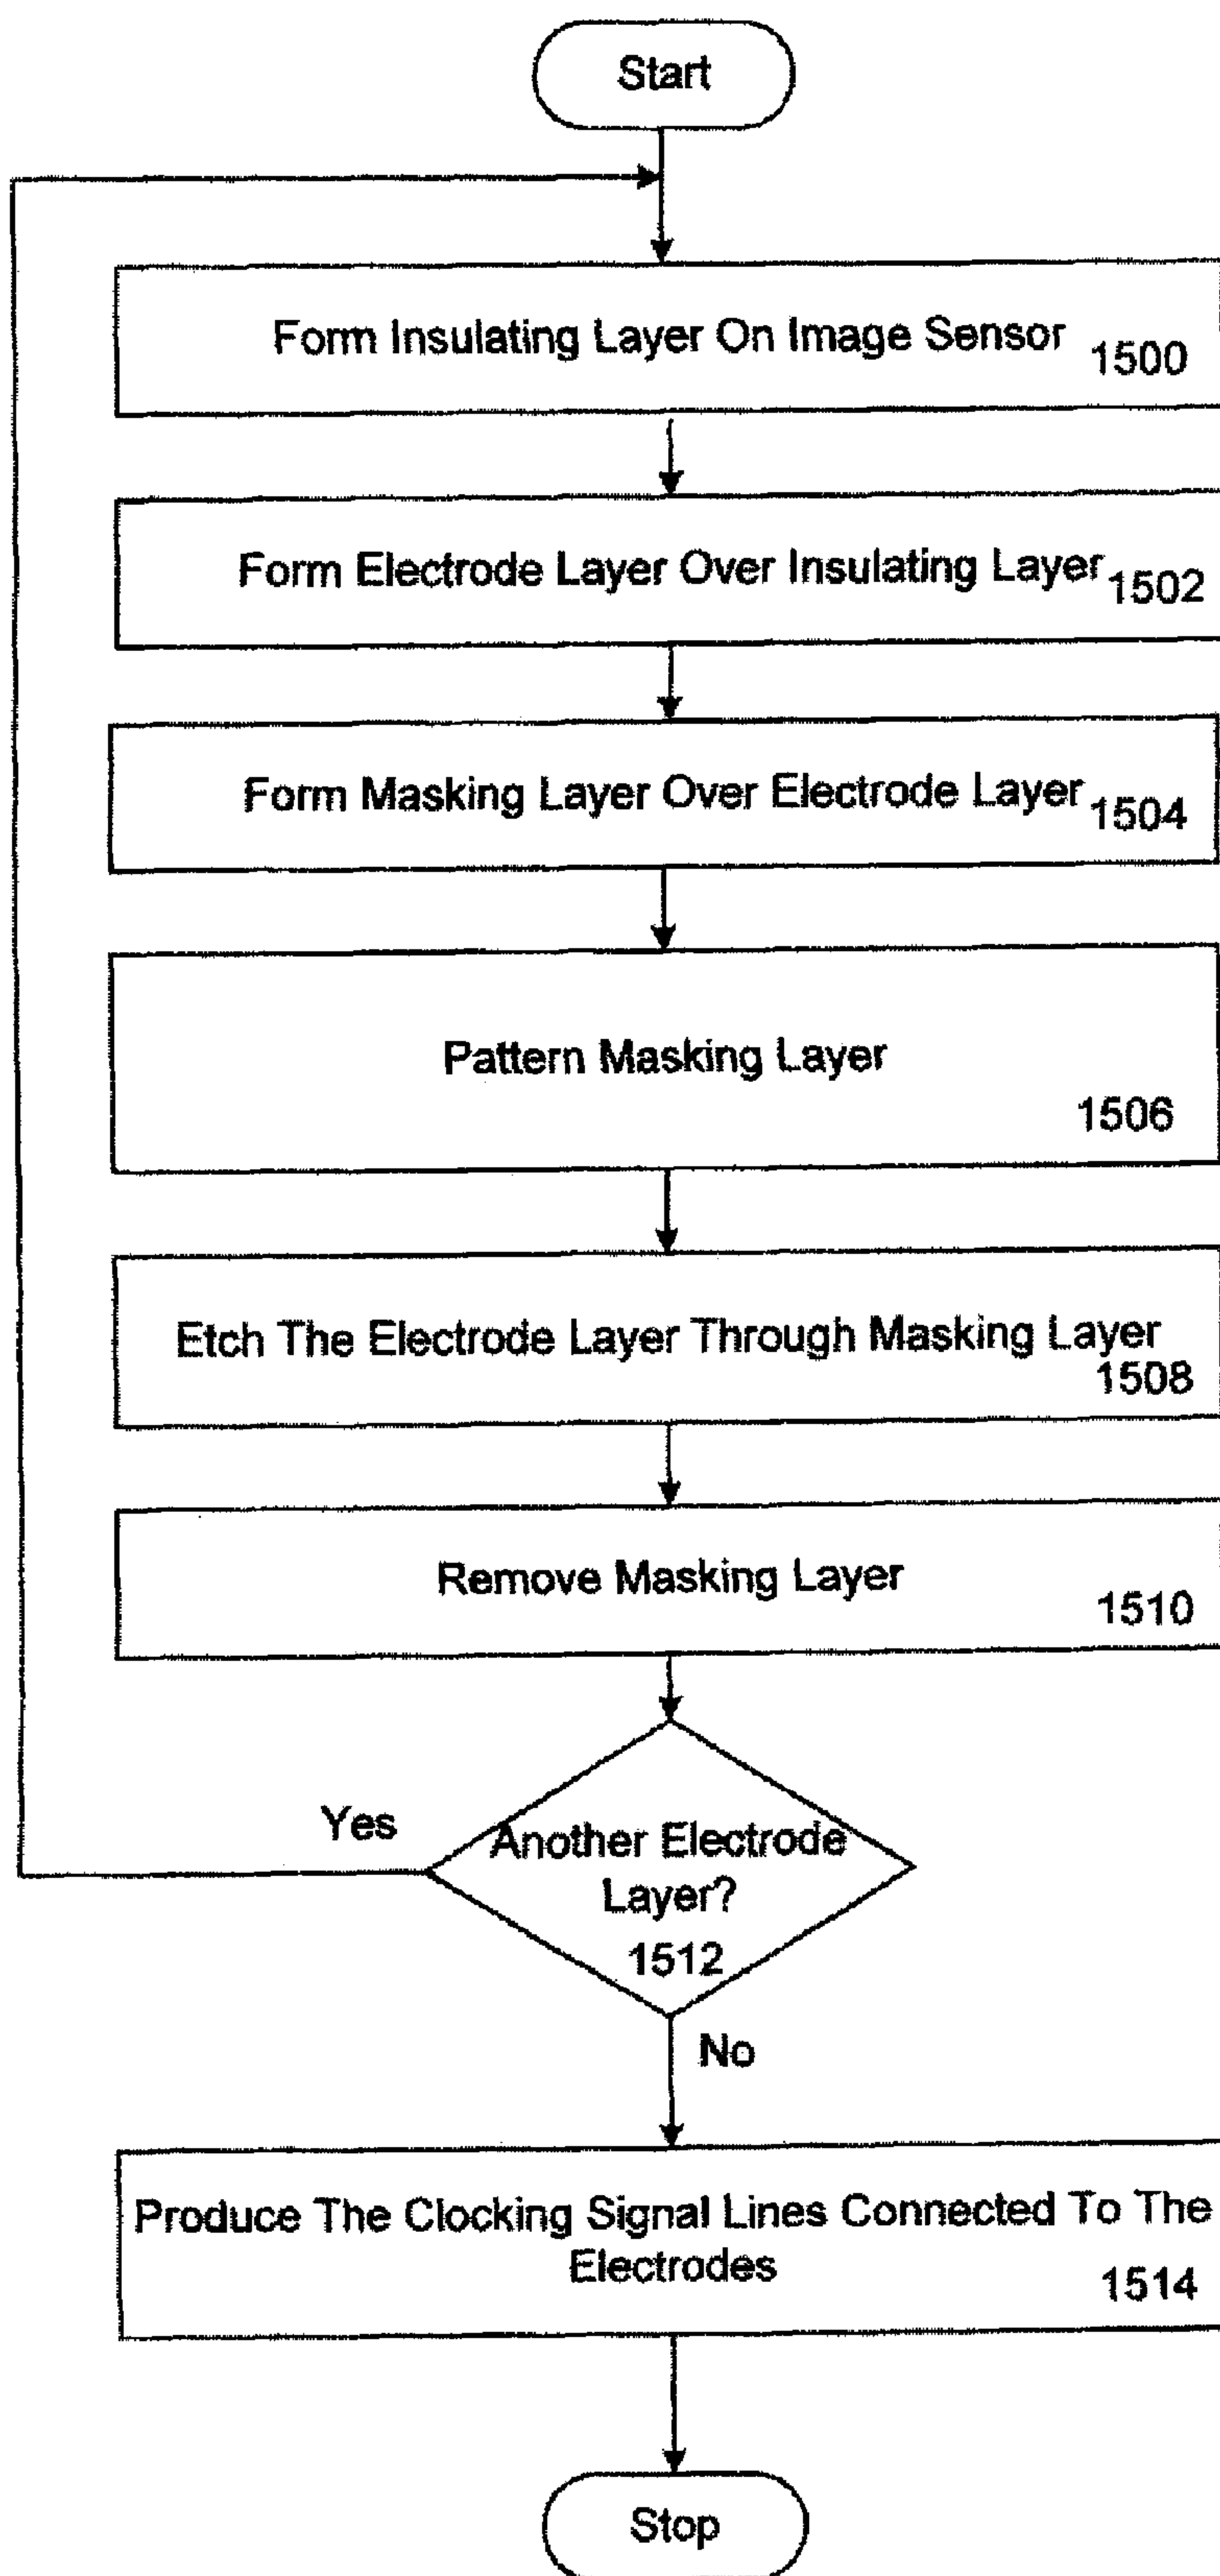 Start
Form Insulating Layer On Image Sensor
1500
Form Electrode Layer Over Insulating Layer
1502
Form Masking Layer Over Electrode Layer
1504
Pattern Masking Layer
1506
Etch The Electrode Layer Through Masking Layer
1508
Remove Masking Layer
1510
Yes
Another Electrode
Layer?
1512
No
Produce The Clocking Signal Lines Connected To The
Electrodes
1514
Stop